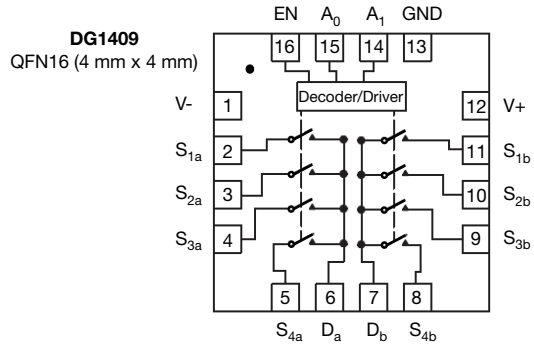 EN A0 A1 GND
DG1409
QFN16 (4 mm x 4 mm)
16 15 14 13
Decoder/Driver
V- 1 12 V+
S1a 2 11 S1b
S2a 3 10 S2b
S3a 4 9 S3b
5 6 7 8
S4a Da Db S4b